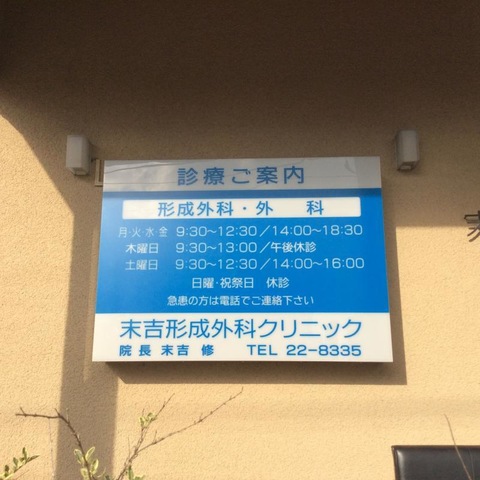 診療ご案内
形成外科・外　科
月・火・水・金 9:30~12:30/14:00~18:30
木曜日 9:30~13:00/午後休診
土曜日 9:30~12:30/14:00~16:00
日曜・祝祭日 休診
急患の方は電話でご連絡下さい
末吉形成外科クリニック
院長 末吉 修 TEL 22-8335